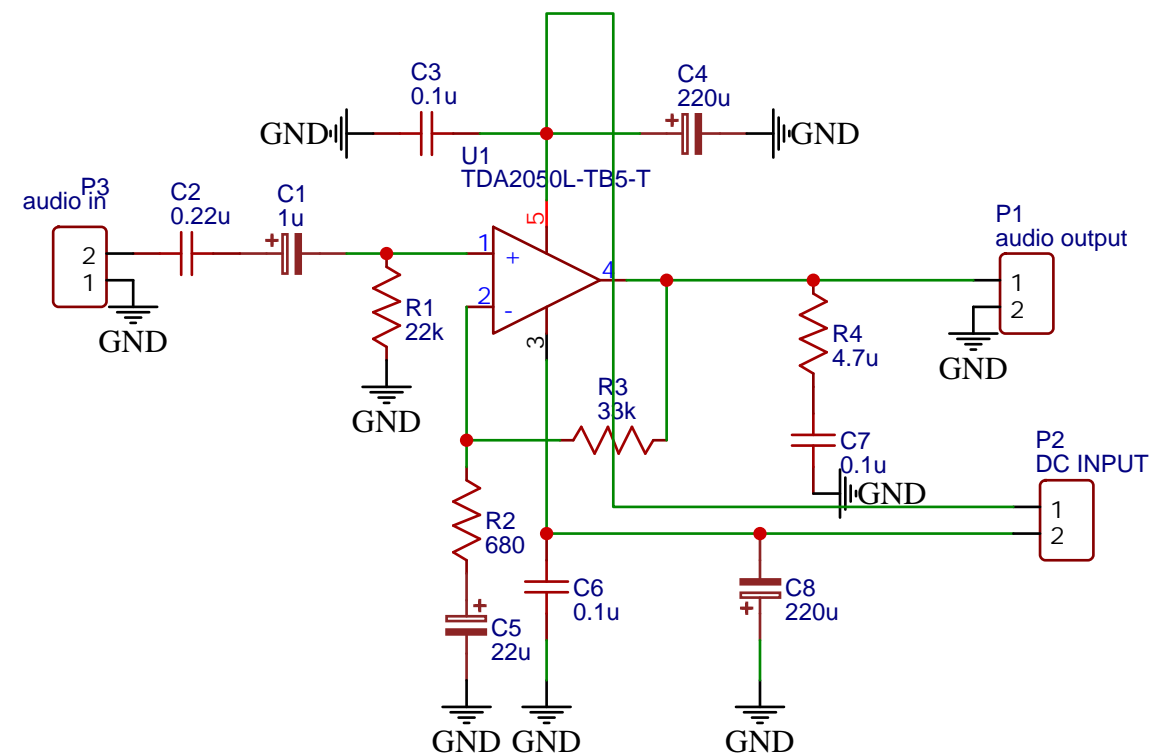 C3
0.1u
C4
220u
GND
GND
U1
TDA2050L-TB5-T
P3
audio in
C2
0.22u
C1
1u
P1
audio output
5
1
+
2
-
4
3
2
1
GND
R1
22k
GND
1
2
GND
R4
4.7u
R3
33k
C7
0.1u
GND
P2
DC INPUT
1
2
R2
680
+
C5
22u
C6
0.1u
+
C8
220u
+
+
GND
GND
GND